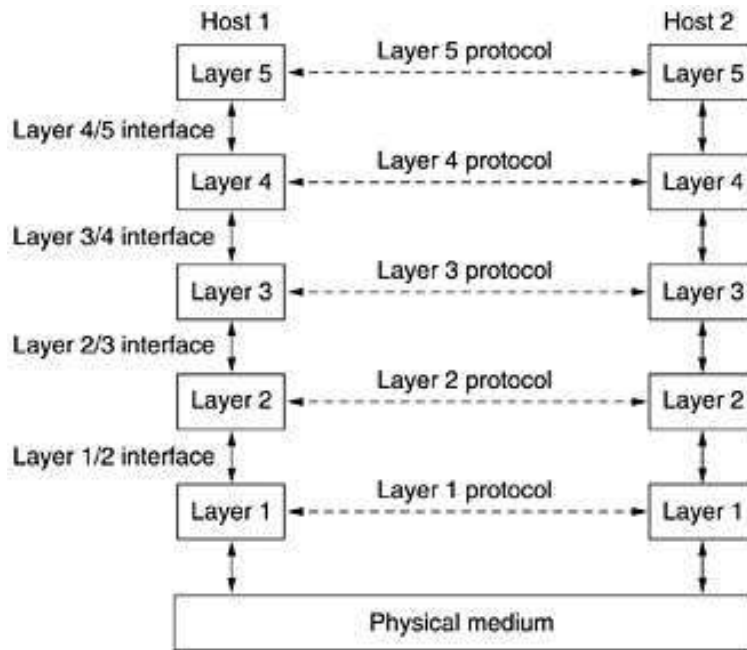 Host 1
Host 2
Layer 5
Layer 5 protocol
Layer 5
Layer 4/5 interface
Layer 4
Layer 4 protocol
Layer 4
Layer 3/4 interface
Layer 3
Layer 3 protocol
Layer 3
Layer 2/3 interface
Layer 2
Layer 2 protocol
Layer 2
Layer 1/2 interface
Layer 1
Layer 1 protocol
Layer 1
Physical medium